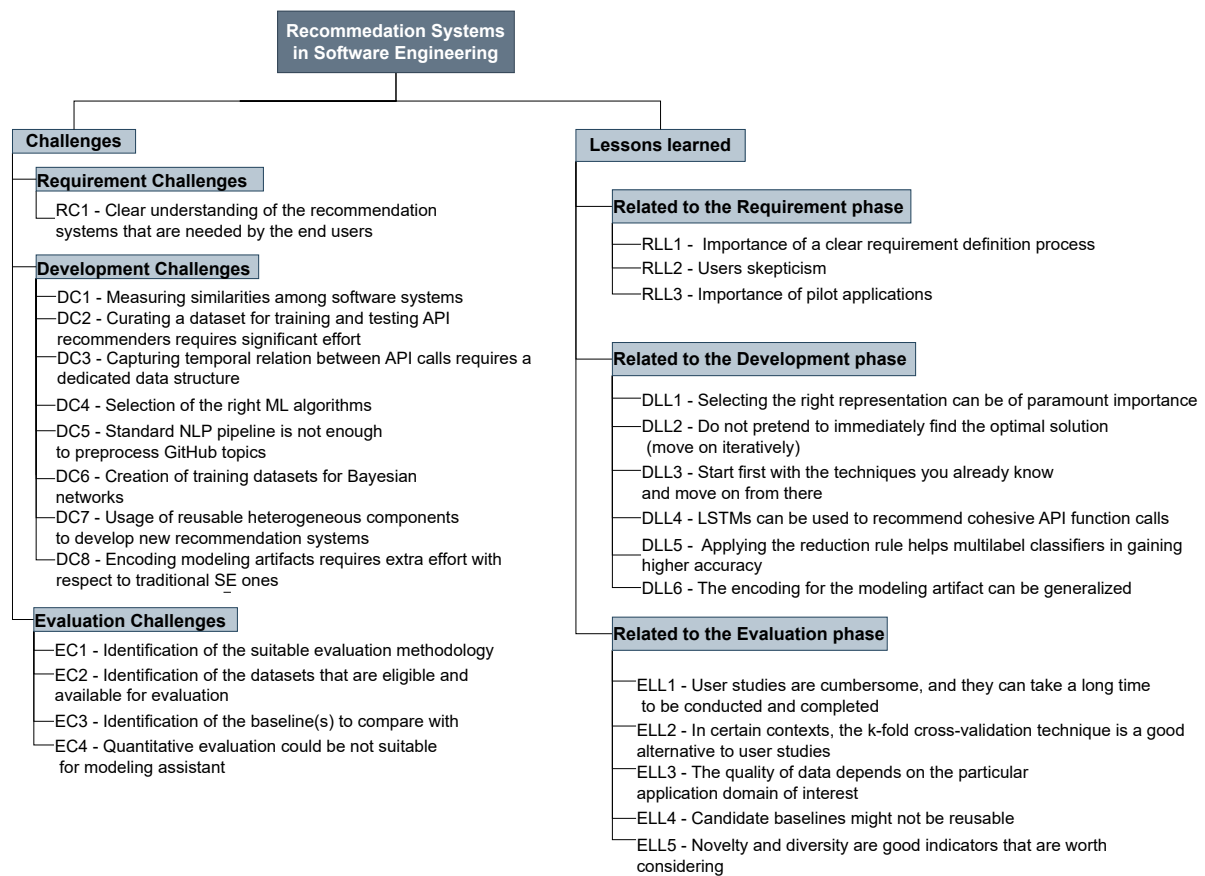 Recommedation Systems
in Software Engineering
Challenges
Requirement Challenges
RC1 - Clear understanding of the recommendation
systems that are needed by the end users
Development Challenges
DC1 - Measuring similarities among software systems
DC2 - Curating a dataset for training and testing API
recommenders requires significant effort
DC3 - Capturing temporal relation between API calls requires a
dedicated data structure
DC4 - Selection of the right ML algorithms
DC5 - Standard NLP pipeline is not enough
to preprocess GitHub topics
DC6 - Creation of training datasets for Bayesian
networks
DC7 - Usage of reusable heterogeneous components
to develop new recommendation systems
DC8 - Encoding modeling artifacts requires extra effort with
respect to traditional SE ones
Evaluation Challenges
EC1 - Identification of the suitable evaluation methodology
EC2 - Identification of the datasets that are eligible and
available for evaluation
EC3 - Identification of the baseline(s) to compare with
EC4 - Quantitative evaluation could be not suitable
for modeling assistant
Lessons learned
Related to the Requirement phase
RLL1 - Importance of a clear requirement definition process
RLL2 - Users skepticism
RLL3 - Importance of pilot applications
Related to the Development phase
DLL1 - Selecting the right representation can be of paramount importance
DLL2 - Do not pretend to immediately find the optimal solution
(move on iteratively)
DLL3 - Start first with the techniques you already know
and move on from there
DLL4 - LSTMs can be used to recommend cohesive API function calls
DLL5 - Applying the reduction rule helps multilabel classifiers in gaining
higher accuracy
DLL6 - The encoding for the modeling artifact can be generalized
Related to the Evaluation phase
ELL1 - User studies are cumbersome, and they can take a long time
to be conducted and completed
ELL2 - In certain contexts, the k-fold cross-validation technique is a good
alternative to user studies
ELL3 - The quality of data depends on the particular
application domain of interest
ELL4 - Candidate baselines might not be reusable
ELL5 - Novelty and diversity are good indicators that are worth
considering